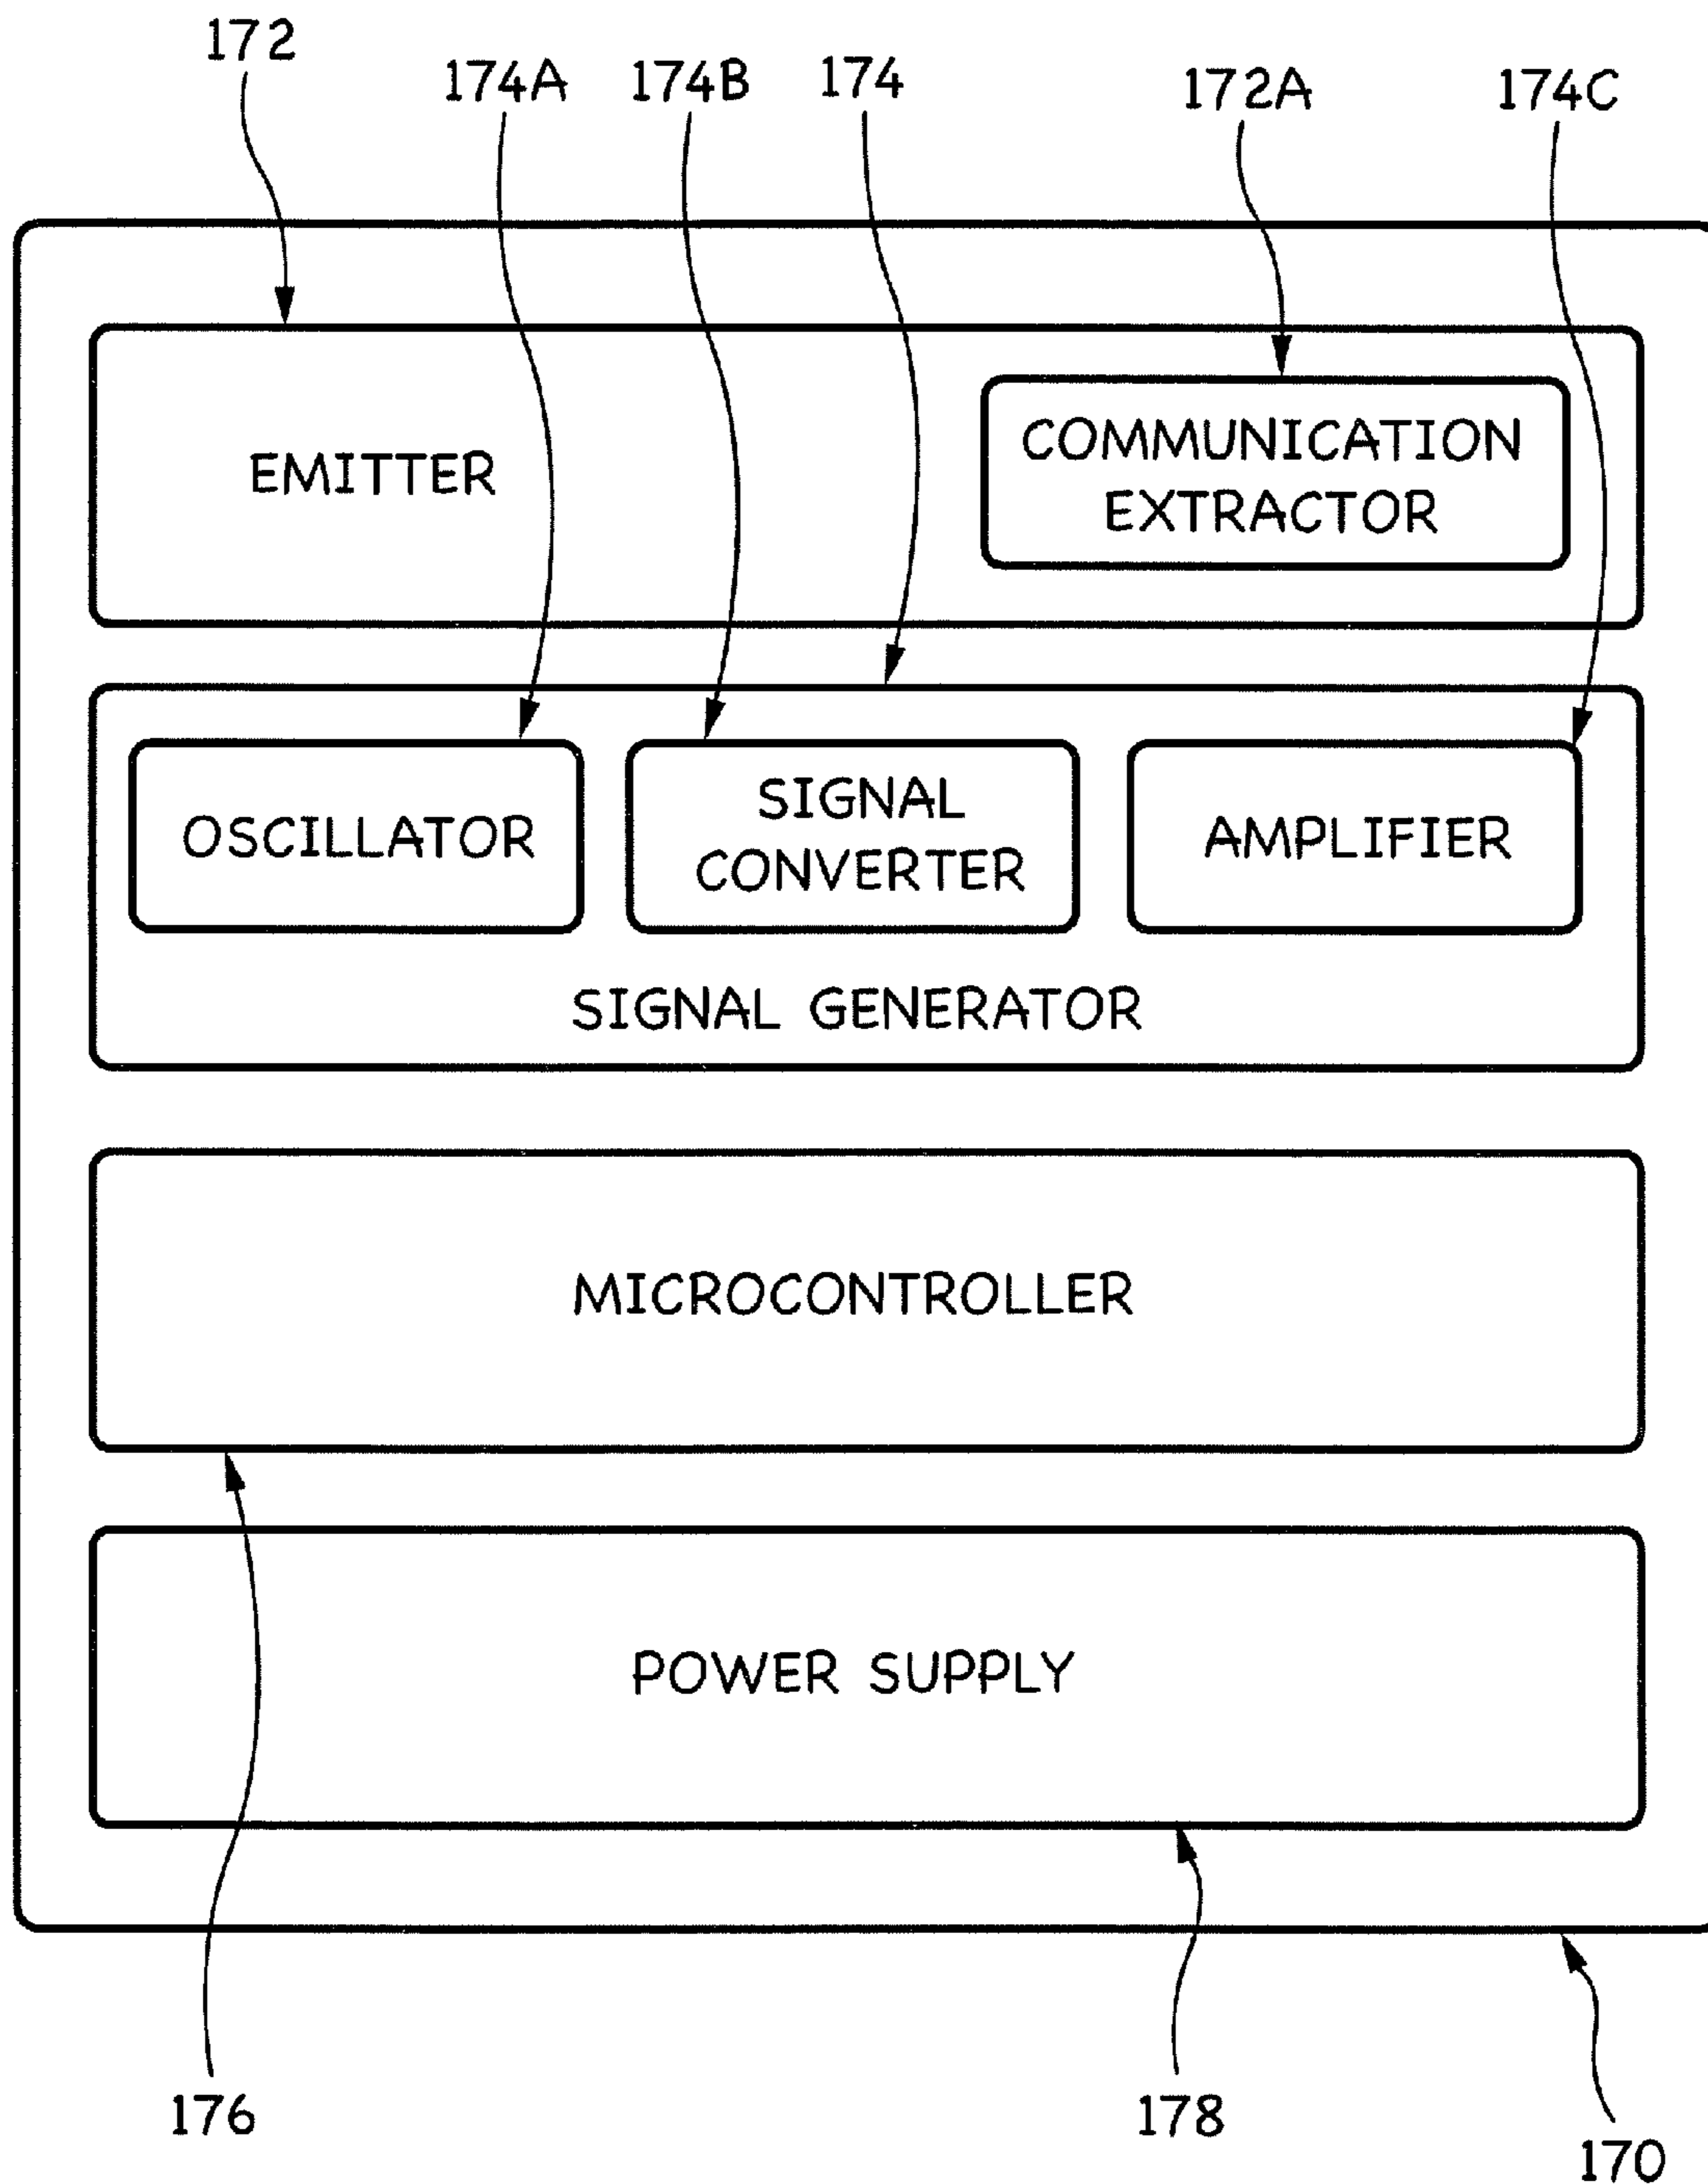 172
174A
174B
174
172A
174C
EMITTER
COMMUNICATION
EXTRACTOR
OSCILLATOR
SIGNAL
CONVERTER
AMPLIFIER
SIGNAL GENERATOR
MICROCONTROLLER
POWER SUPPLY
176
178
170